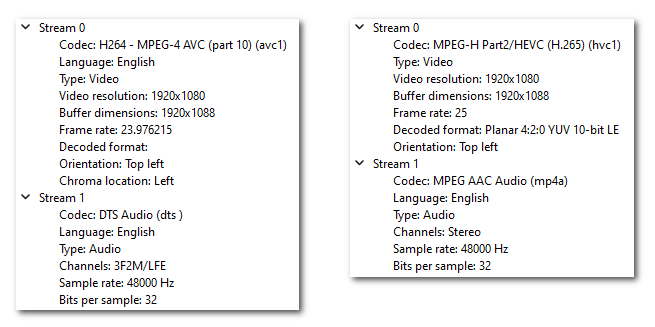 Stream 0
Codec: H264 - MPEG-4 AVC (part 10) (avc1)
Language: English
Type: Video
Video resolution: 1920x1080
Buffer dimensions: 1920x1088
Frame rate: 23.976215
Decoded format:
Orientation: Top left
Chroma location: Left
Stream 1
Codec: DTS Audio (dts )
Language: English
Type: Audio
Channels: 3F2M/LFE
Sample rate: 48000 Hz
Bits per sample: 32
Stream 0
Codec: MPEG-H Part2/HEVC (H.265) (hvc1)
Type: Video
Video resolution: 1920x1080
Buffer dimensions: 1920x1088
Frame rate: 25
Decoded format: Planar 4:2:0 YUV 10-bit LE
Orientation: Top left
Stream 1
Codec: MPEG AAC Audio (mp4a)
Language: English
Type: Audio
Channels: Stereo
Sample rate: 48000 Hz
Bits per sample: 32